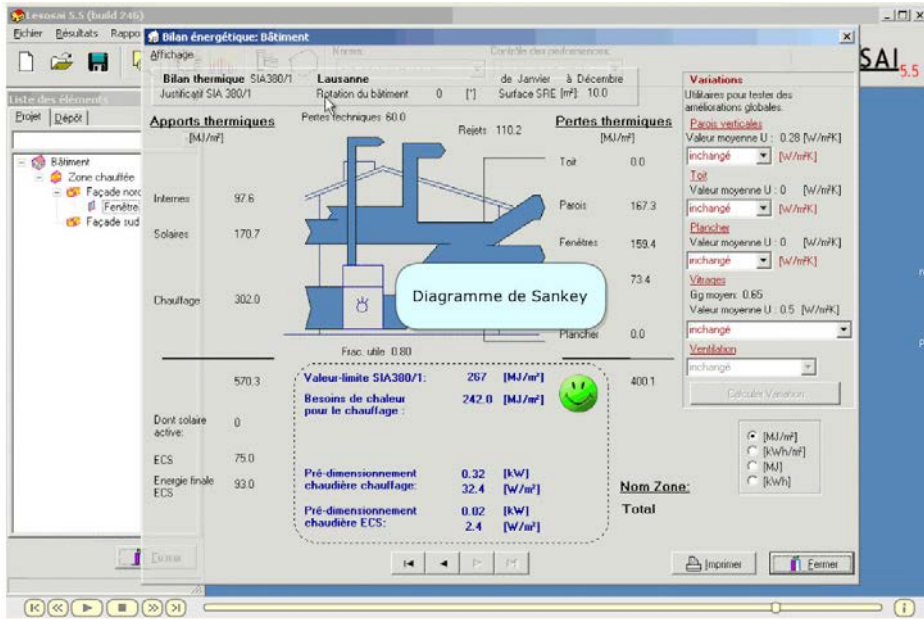 Lesosai 5.5 (build 246)
Fichier Résultats Rappo
SAI 5.5
Liste des éléments
Projet Dépôt
Bâtiment
Zone chauffée
Façade nord
Fenêtre
Façade sud
Bilan énergétique: Bâtiment
Affichage
Normes
Contrôle des performances
Bilan thermique SIA380/1 Lausanne de Janvier à Décembre
Justificatif SIA 380/1 Rotation du bâtiment 0 [°] Surface SRE [m²] 10.0
Apports thermiques
[MJ/m²]
Pertes techniques 60.0
Rejets 110.2
Pertes thermiques
[MJ/m²]
Toit 0.0
Internes 97.6
Parois 167.3
Solaires 170.7
Fenêtres 159.4
73.4
Diagramme de Sankey
Chauffage 302.0
Plancher 0.0
Frac. utile 0.80
570.3
400.1
Valeur-limite SIA380/1: 267 [MJ/m²]
Besoins de chaleur
pour le chauffage : 242.0 [MJ/m²]
Dont solaire
active: 0
ECS 75.0
Energie finale
ECS 93.0
Pré-dimensionnement
chaudière chauffage: 0.32 [kW]
32.4 [W/m²]
Pré-dimensionnement
chaudière ECS: 0.02 [kW]
2.4 [W/m²]
Nom Zone:
Total
Variations
Utilitaires pour tester des
améliorations globales.
Parois verticales
Valeur moyenne U : 0.28 [W/m²K]
inchangé [W/m²K]
Toit
Valeur moyenne U : 0 [W/m²K]
inchangé [W/m²K]
Plancher
Valeur moyenne U : 0 [W/m²K]
inchangé [W/m²K]
Vitrages
Gg moyen: 0.65
Valeur moyenne U : 0.5 [W/m²K]
inchangé
Ventilation
inchangé
Calculer Variation
[MJ/m²]
[kWh/m²]
[MJ]
[kWh]
Imprimer
Fermer